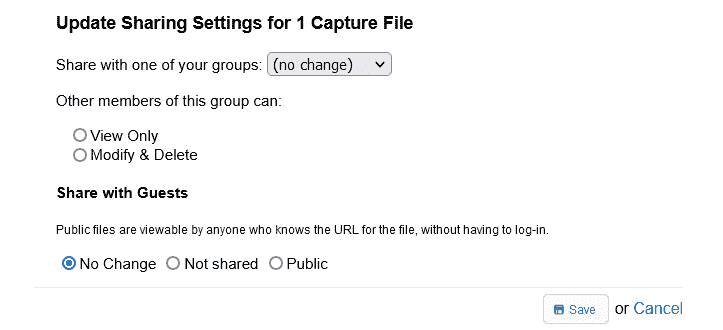 Update Sharing Settings for 1 Capture File
Share with one of your groups: (no change)
Other members of this group can:
View Only
Modify & Delete
Share with Guests
Public files are viewable by anyone who knows the URL for the file, without having to log-in.
No Change Not shared Public
Save or Cancel